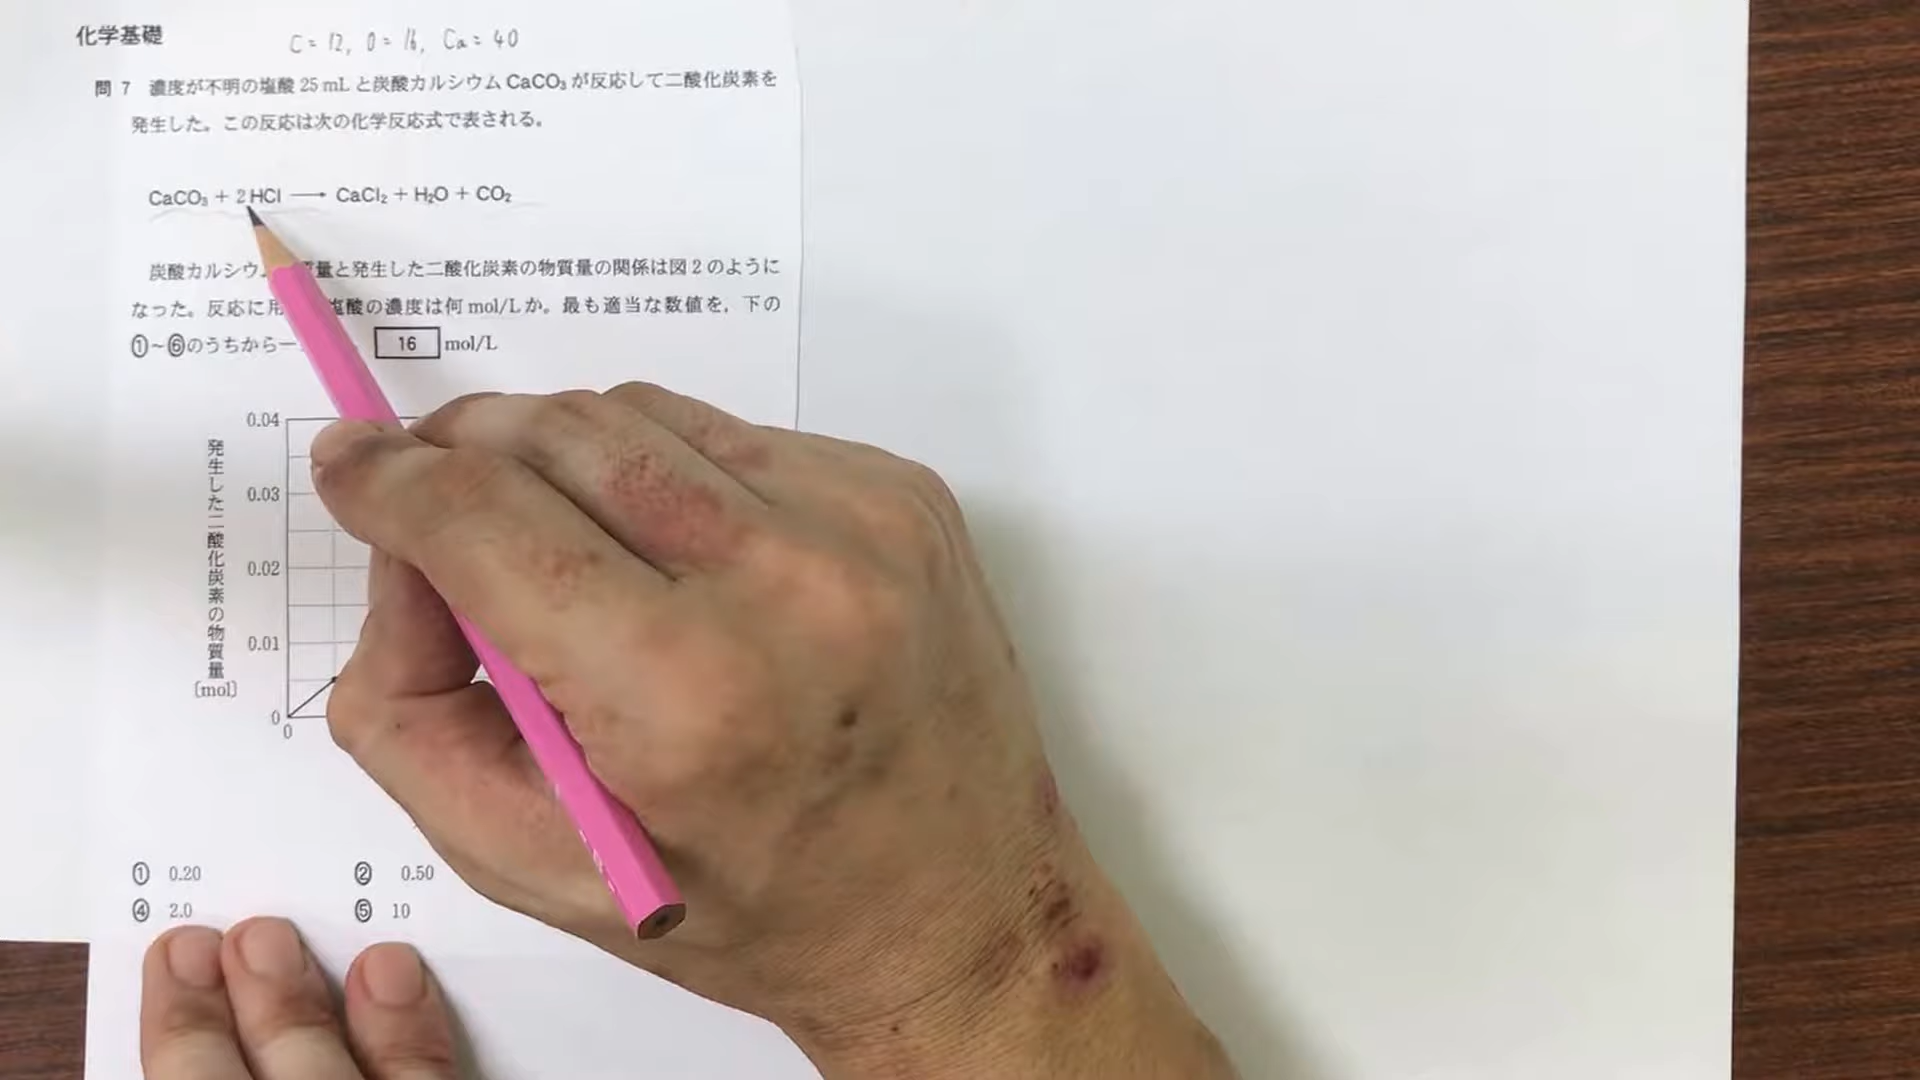 化学基礎
C = 12, O = 16, Ca = 40
問 7 濃度が不明の塩酸 25 mL と炭酸カルシウム CaCO₃ が反応して二酸化炭素を
発生した。この反応は次の化学反応式で表される。
CaCO₃ + 2 HCl ⟶ CaCl₂ + H₂O + CO₂
炭酸カルシウ 質量と発生した二酸化炭素の物質量の関係は図 2 のように
なった。反応に用 塩酸の濃度は何 mol/L か。最も適当な数値を，下の
①～⑥のうちから一 16 mol/L
発生した二酸化炭素の物質量
〔mol〕
0.04
0.03
0.02
0.01
0
0
① 0.20 ② 0.50
④ 2.0 ⑤ 10